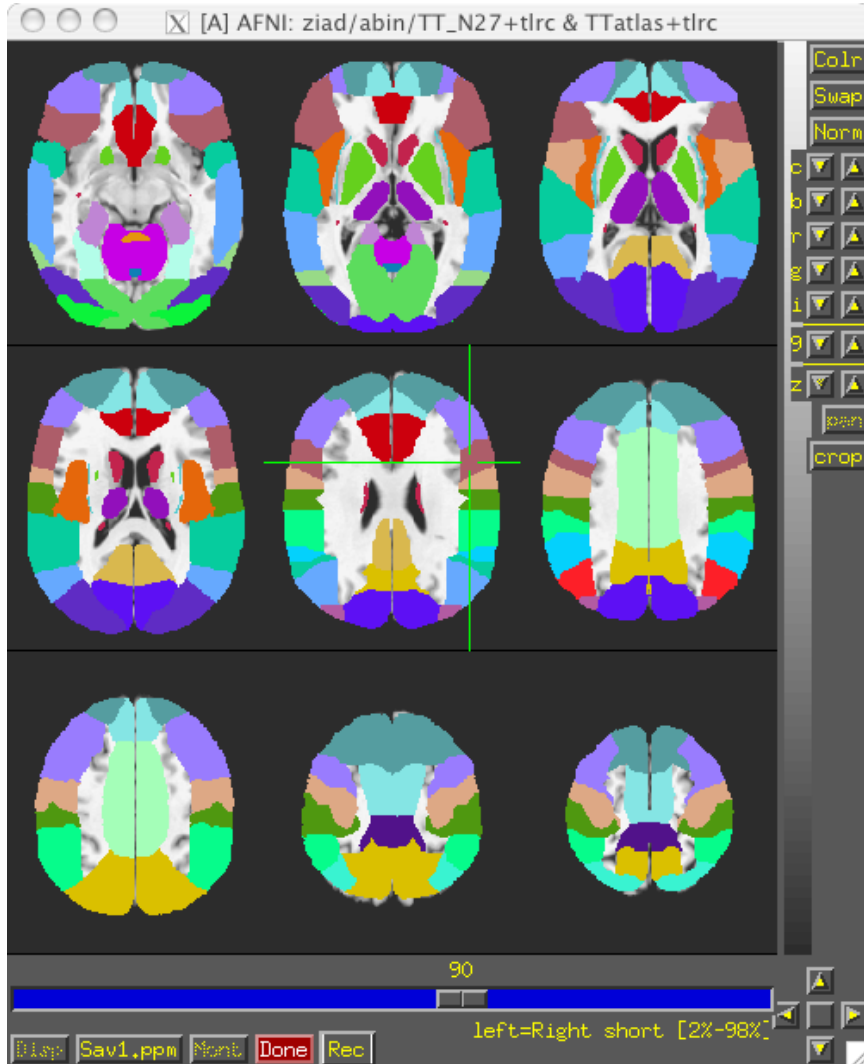 X [A] AFNI: ziad/abin/TT_N27+tlrc & TTatlas+tlrc
Colr
Swap
Norm
c
b
r
g
i
9
z
pan
crop
90
left=Right short [2%-98%]
Disp Sav1.ppm Mont Done Rec